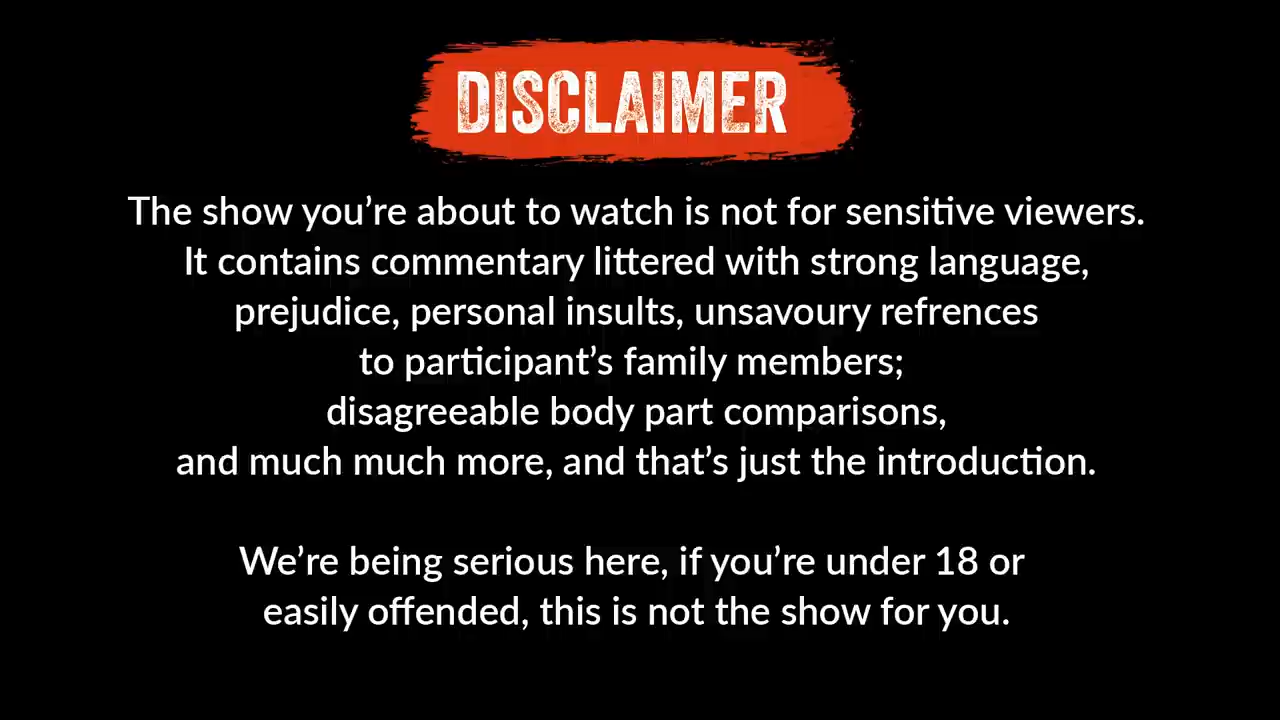 DISCLAIMER
The show you’re about to watch is not for sensitive viewers.
It contains commentary littered with strong language,
prejudice, personal insults, unsavoury refrences
to participant’s family members;
disagreeable body part comparisons,
and much much more, and that’s just the introduction.
We’re being serious here, if you’re under 18 or
easily offended, this is not the show for you.